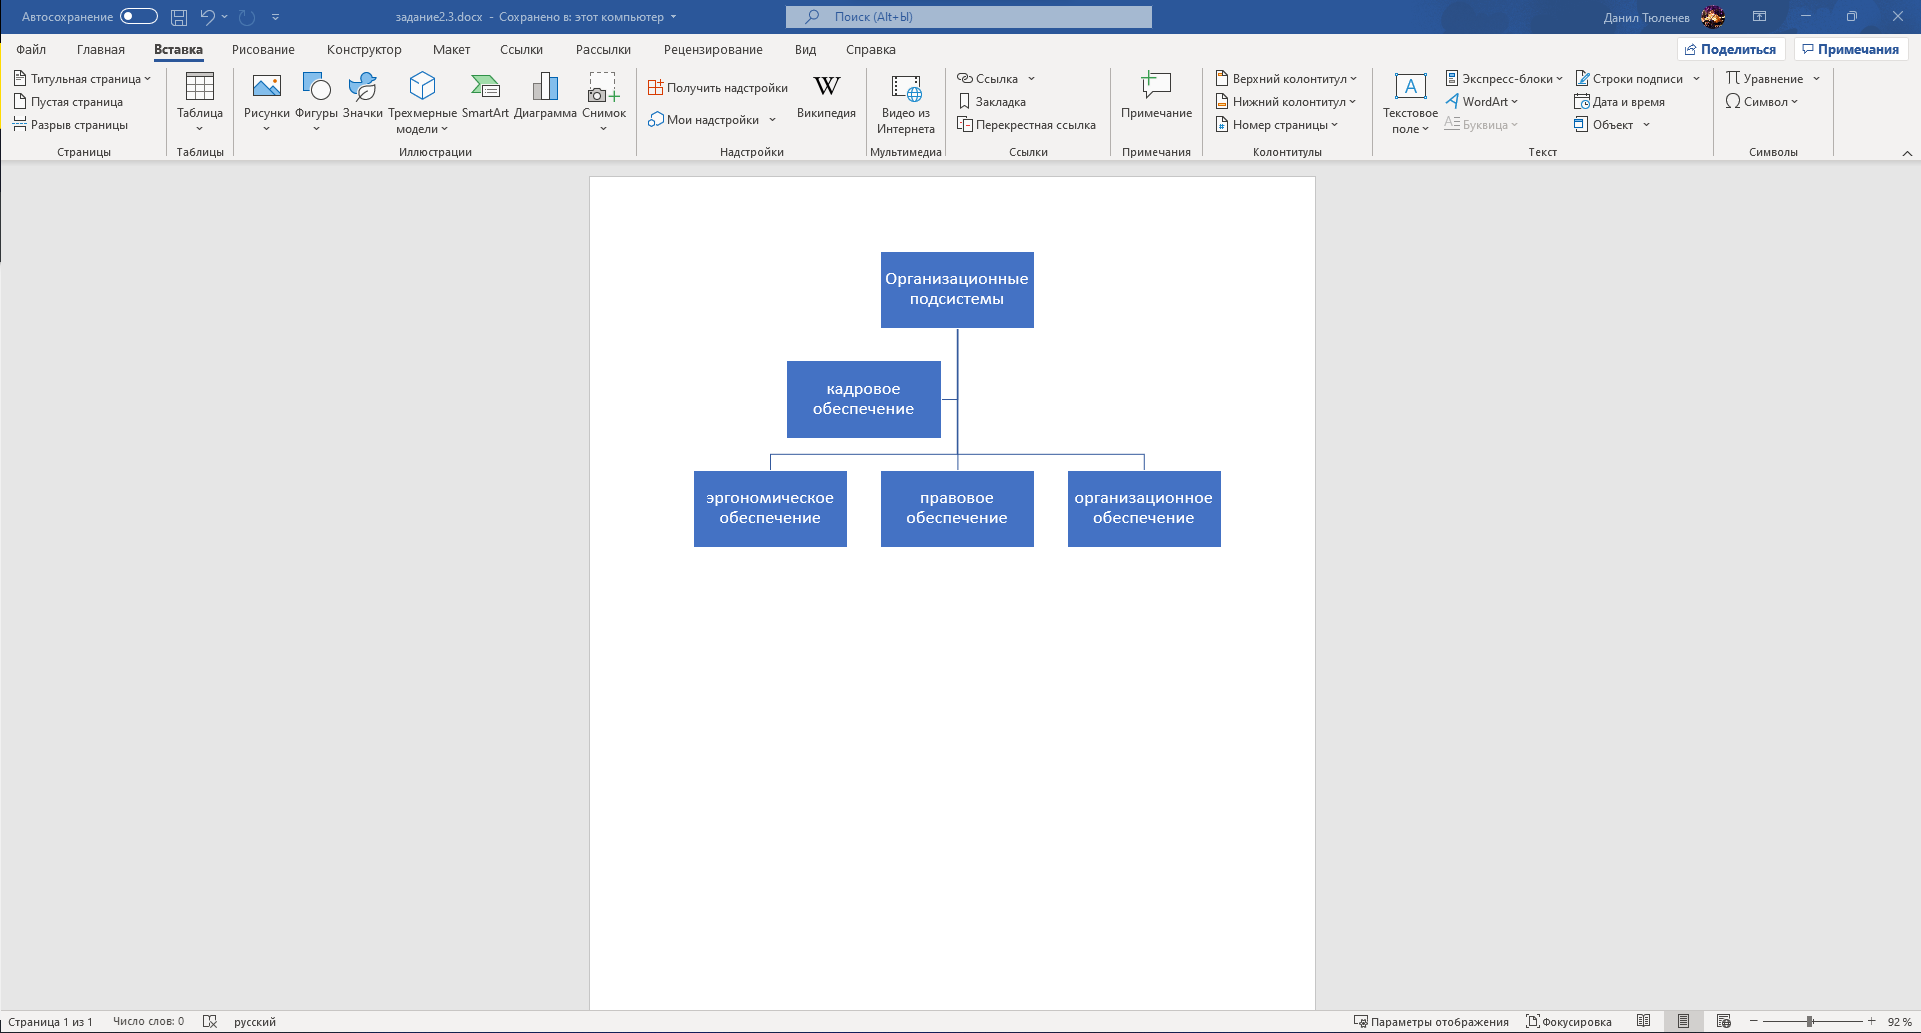 Автосохранение
задание2.3.docx - Сохранено в: этот компьютер
Поиск (Alt+Ы)
Данил Тюленев
Файл Главная Вставка Рисование Конструктор Макет Ссылки Рассылки Рецензирование Вид Справка
Поделиться Примечания
Титульная страница
Пустая страница
Разрыв страницы
Страницы
Таблица
Таблицы
Рисунки
Фигуры
Значки
Трехмерные
модели
SmartArt
Диаграмма
Снимок
Иллюстрации
Получить надстройки
Мои надстройки
W
Википедия
Надстройки
Видео из
Интернета
Мультимедиа
Ссылка
Закладка
Перекрестная ссылка
Ссылки
Примечание
Примечания
Верхний колонтитул
Нижний колонтитул
Номер страницы
Колонтитулы
Текстовое
поле
Экспресс-блоки
WordArt
Буквица
Строки подписи
Дата и время
Объект
Текст
Уравнение
Символ
Символы
Организационные
подсистемы
кадровое
обеспечение
эргономическое
обеспечение
правовое
обеспечение
организационное
обеспечение
Страница 1 из 1
Число слов: 0
русский
Параметры отображения
Фокусировка
92 %